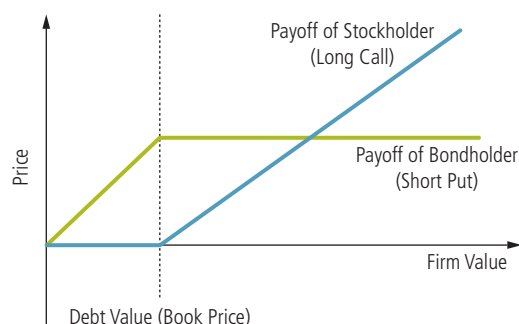 Payoff of Stockholder
(Long Call)
Payoff of Bondholder
(Short Put)
Price
Firm Value
Debt Value (Book Price)